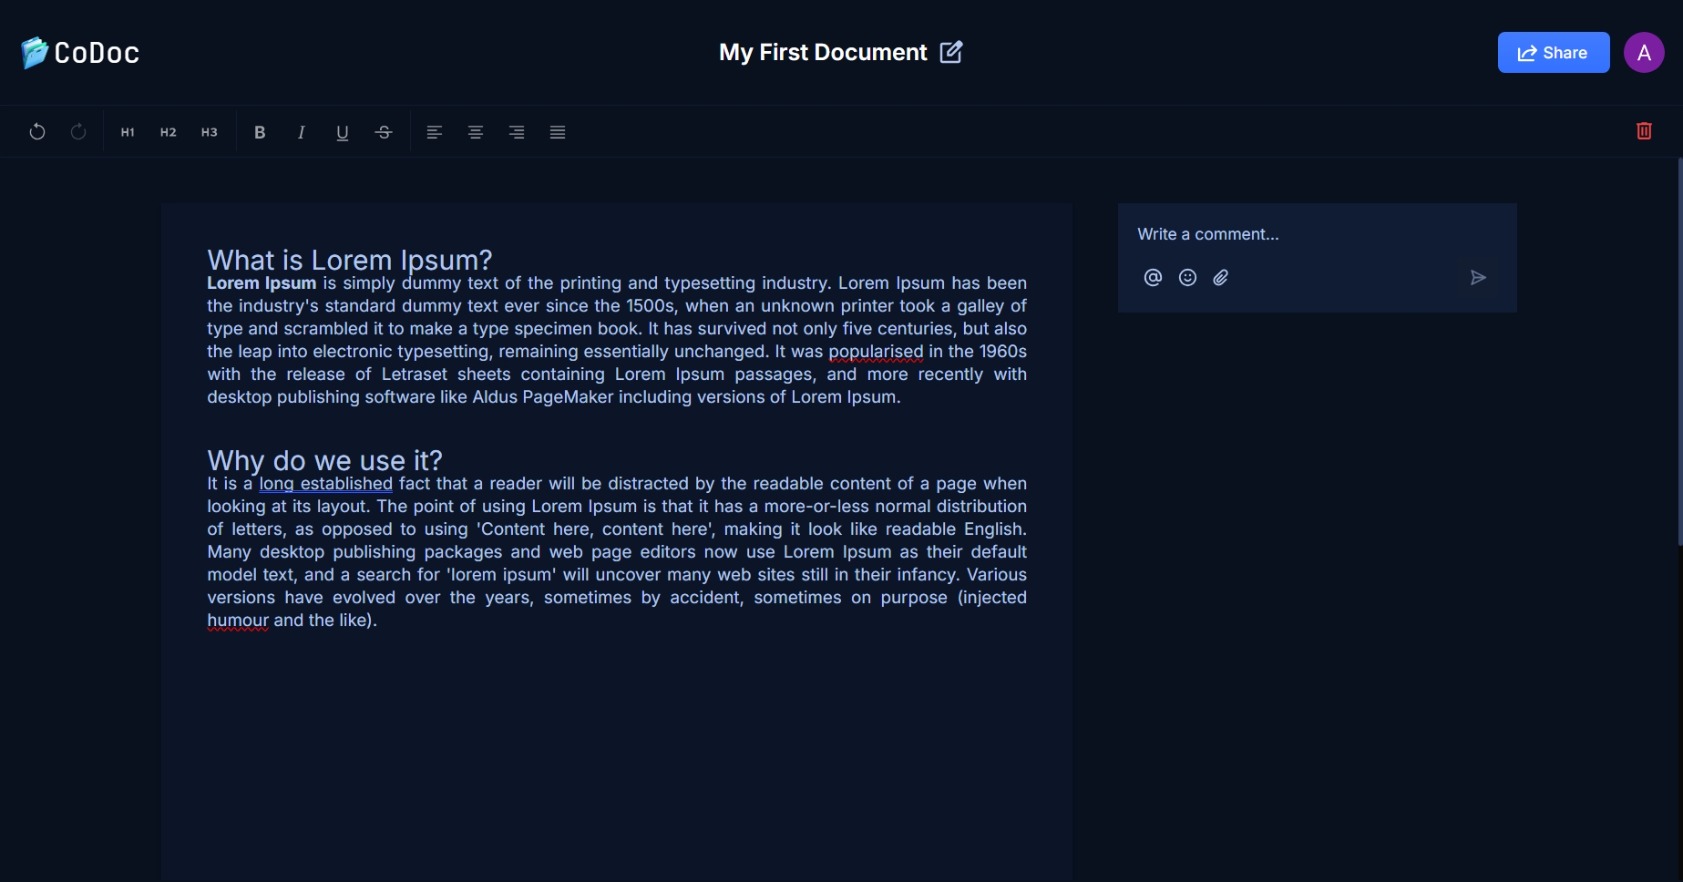 CoDoc
My First Document
Share
A
H1 H2 H3 B I U S
What is Lorem Ipsum?
Lorem Ipsum is simply dummy text of the printing and typesetting industry. Lorem Ipsum has been
the industry's standard dummy text ever since the 1500s, when an unknown printer took a galley of
type and scrambled it to make a type specimen book. It has survived not only five centuries, but also
the leap into electronic typesetting, remaining essentially unchanged. It was popularised in the 1960s
with the release of Letraset sheets containing Lorem Ipsum passages, and more recently with
desktop publishing software like Aldus PageMaker including versions of Lorem Ipsum.
Why do we use it?
It is a long established fact that a reader will be distracted by the readable content of a page when
looking at its layout. The point of using Lorem Ipsum is that it has a more-or-less normal distribution
of letters, as opposed to using 'Content here, content here', making it look like readable English.
Many desktop publishing packages and web page editors now use Lorem Ipsum as their default
model text, and a search for 'lorem ipsum' will uncover many web sites still in their infancy. Various
versions have evolved over the years, sometimes by accident, sometimes on purpose (injected
humour and the like).
Write a comment...
@